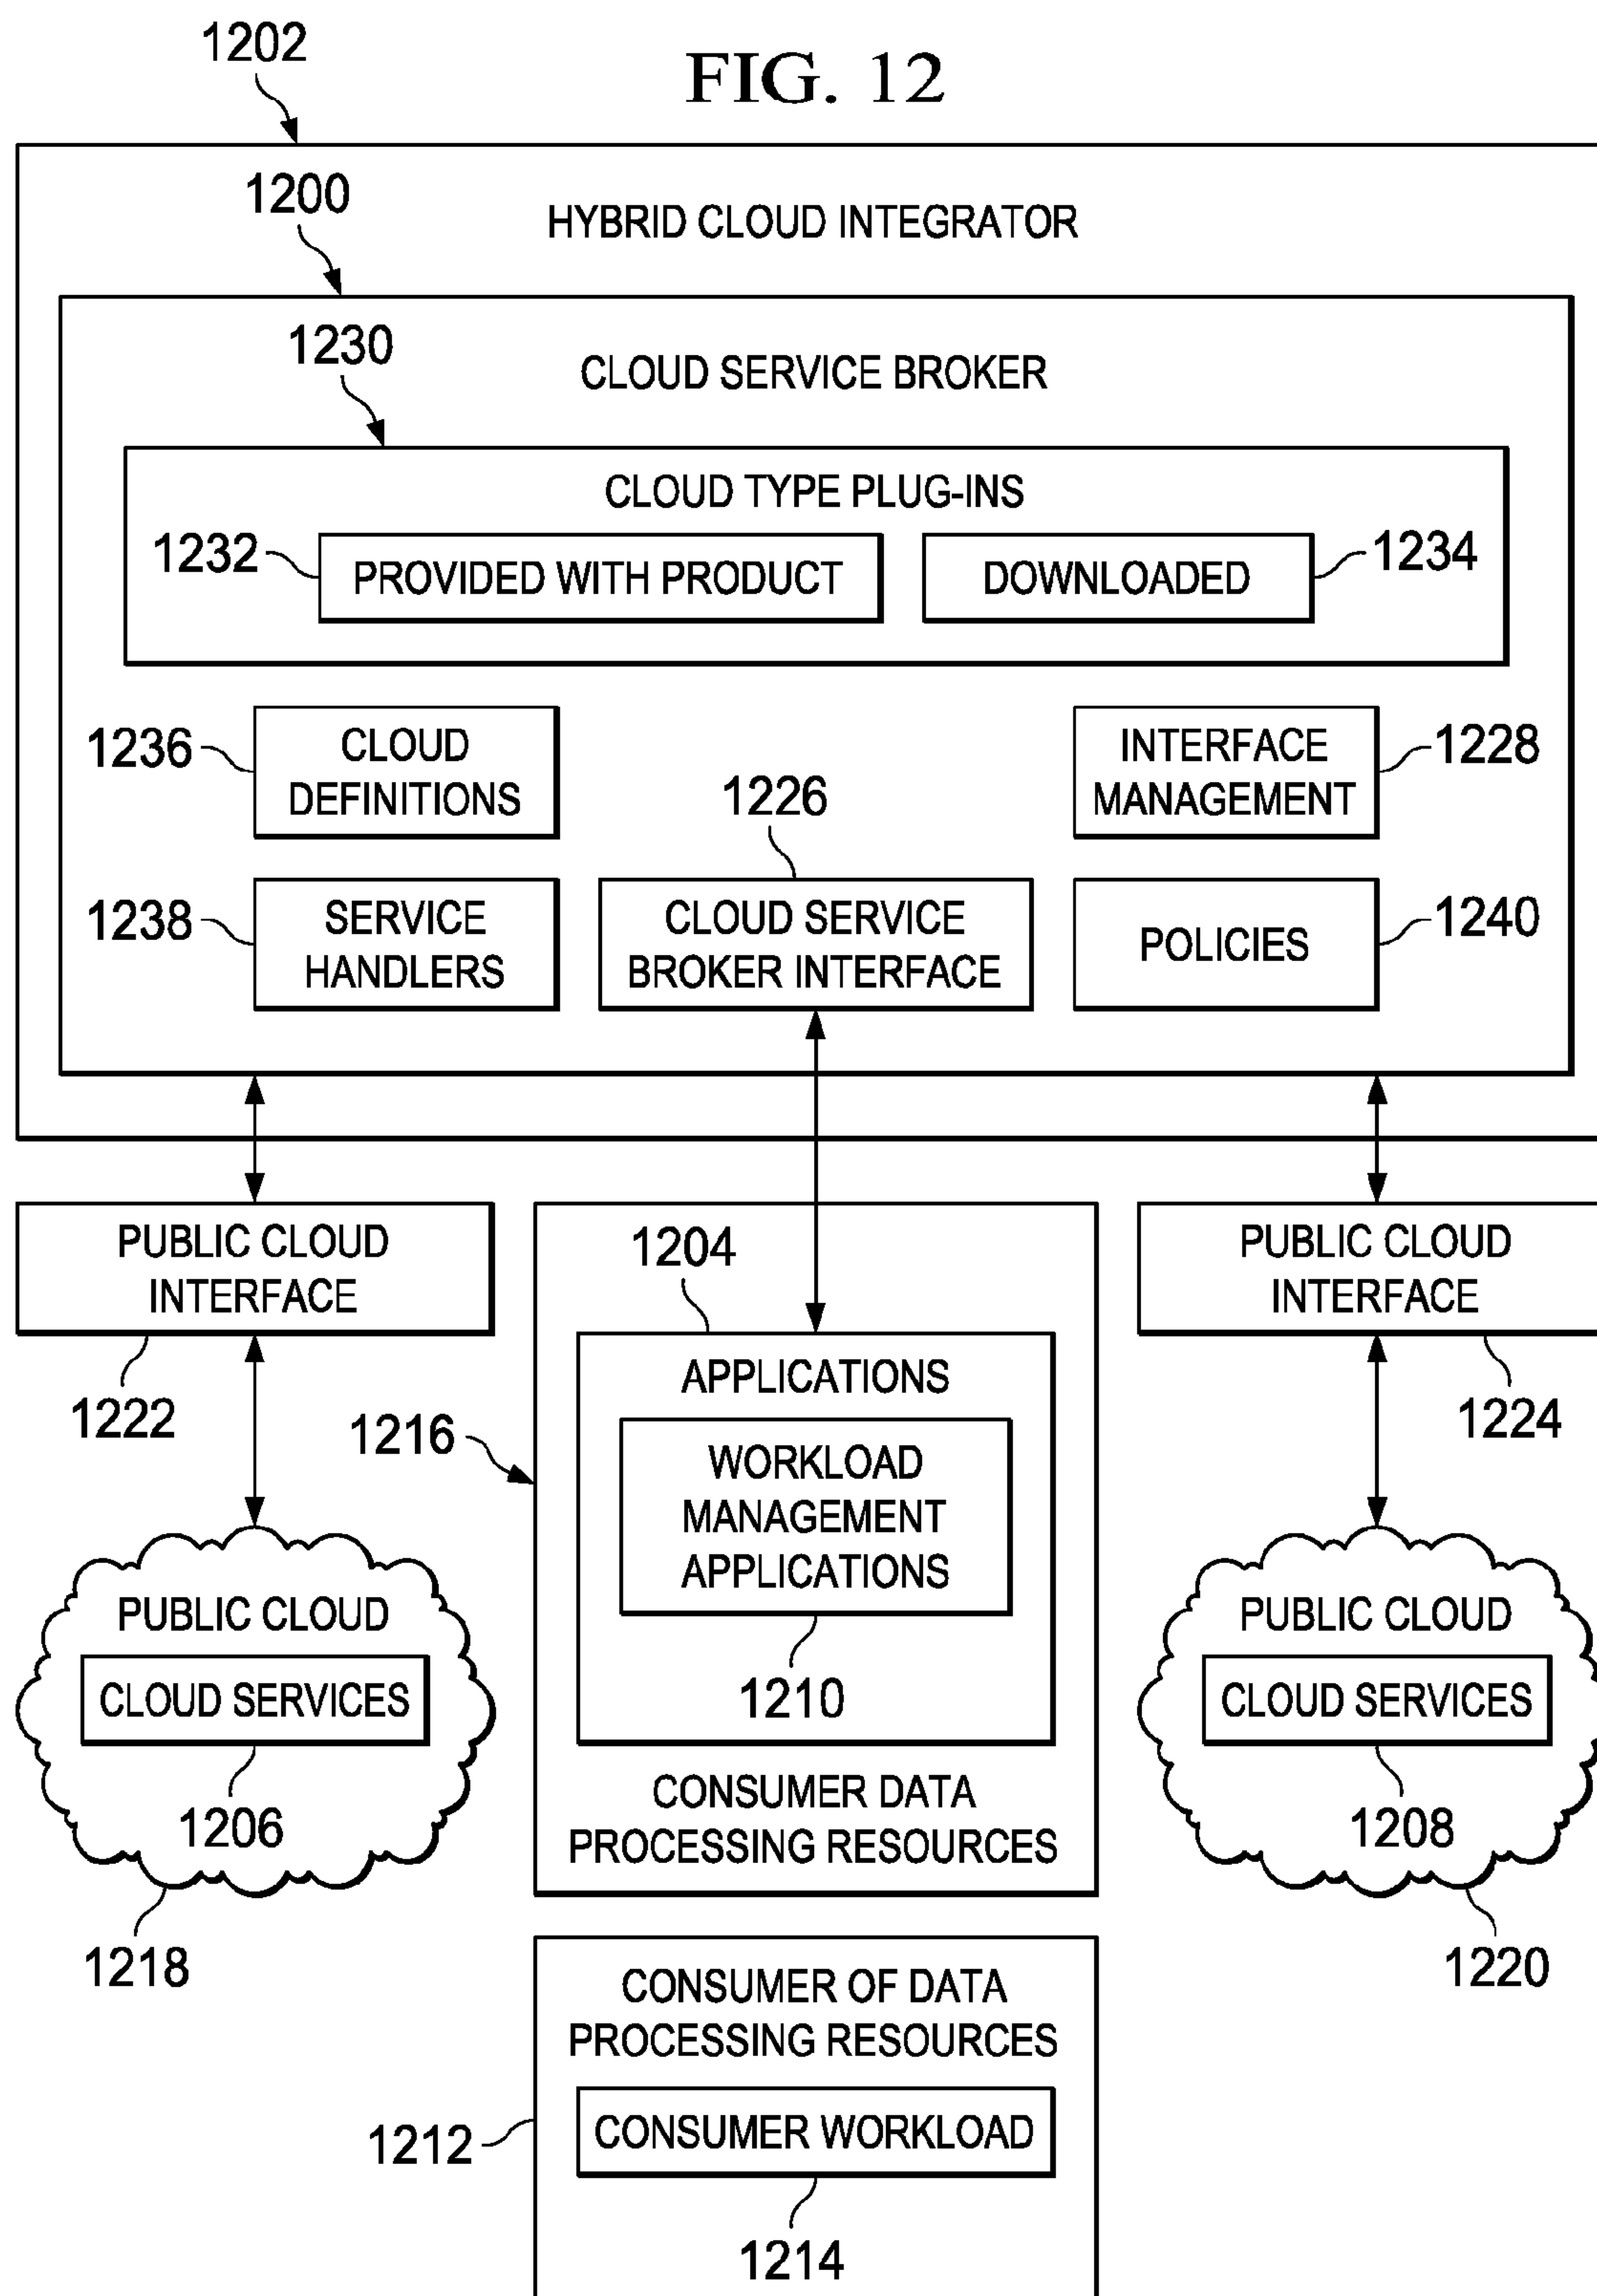 1202
FIG. 12
1200
HYBRID CLOUD INTEGRATOR
1230
CLOUD SERVICE BROKER
CLOUD TYPE PLUG-INS
1232
PROVIDED WITH PRODUCT
DOWNLOADED
1234
1236
CLOUD
DEFINITIONS
INTERFACE
MANAGEMENT
1228
1226
1238
SERVICE
HANDLERS
CLOUD SERVICE
BROKER INTERFACE
POLICIES
1240
PUBLIC CLOUD
INTERFACE
1222
1204
PUBLIC CLOUD
INTERFACE
1224
1216
APPLICATIONS
WORKLOAD
MANAGEMENT
APPLICATIONS
1210
CONSUMER DATA
PROCESSING RESOURCES
PUBLIC CLOUD
CLOUD SERVICES
1206
1218
PUBLIC CLOUD
CLOUD SERVICES
1208
1220
CONSUMER OF DATA
PROCESSING RESOURCES
1212
CONSUMER WORKLOAD
1214